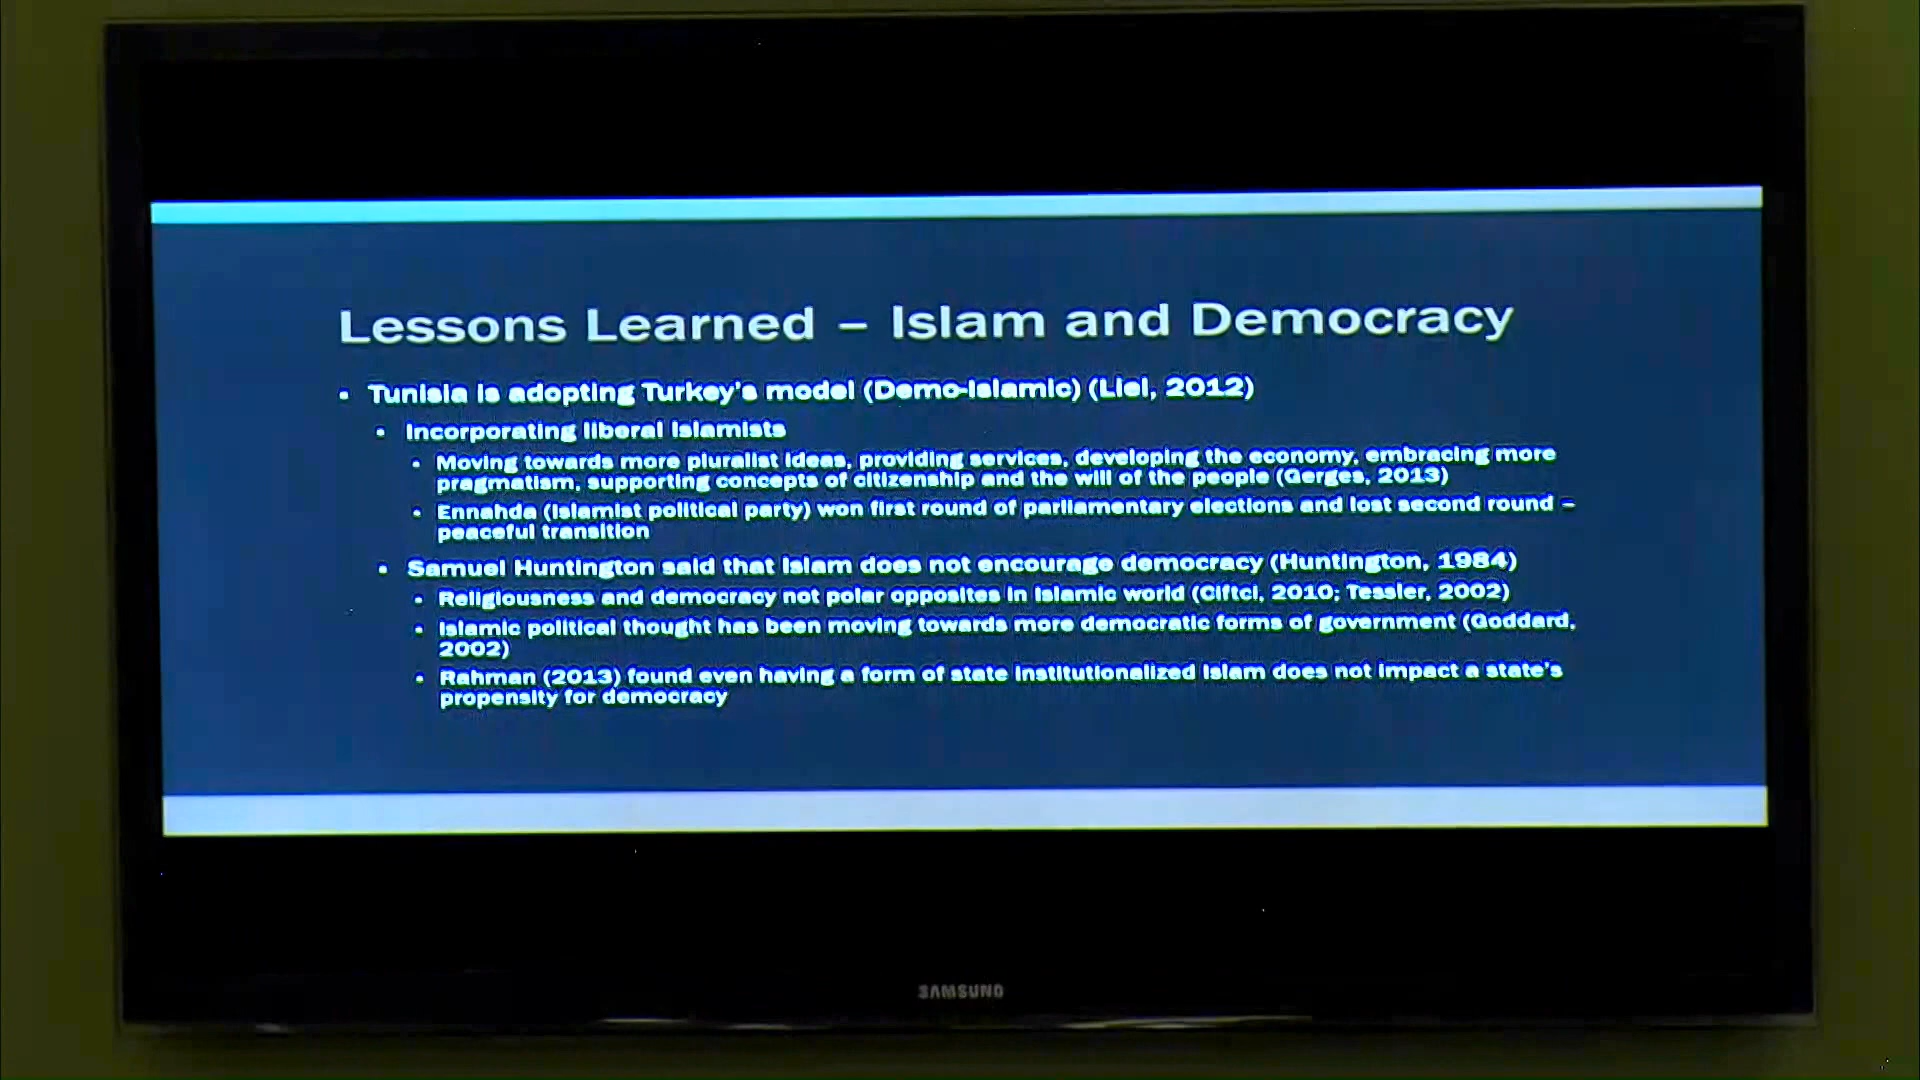 Lessons Learned – Islam and Democracy
• Tunisia is adopting Turkey's model (Demo-Islamic) (Liel, 2012)
• Incorporating liberal Islamists
• Moving towards more pluralist ideas, providing services, developing the economy, embracing more
pragmatism, supporting concepts of citizenship and the will of the people (Gerges, 2013)
• Ennahda (Islamist political party) won first round of parliamentary elections and lost second round –
peaceful transition
• Samuel Huntington said that Islam does not encourage democracy (Huntington, 1984)
• Religiousness and democracy not polar opposites in Islamic world (Ciftci, 2010; Tessler, 2002)
• Islamic political thought has been moving towards more democratic forms of government (Goddard,
2002)
• Rahman (2013) found even having a form of state institutionalized Islam does not impact a state's
propensity for democracy
SAMSUNG